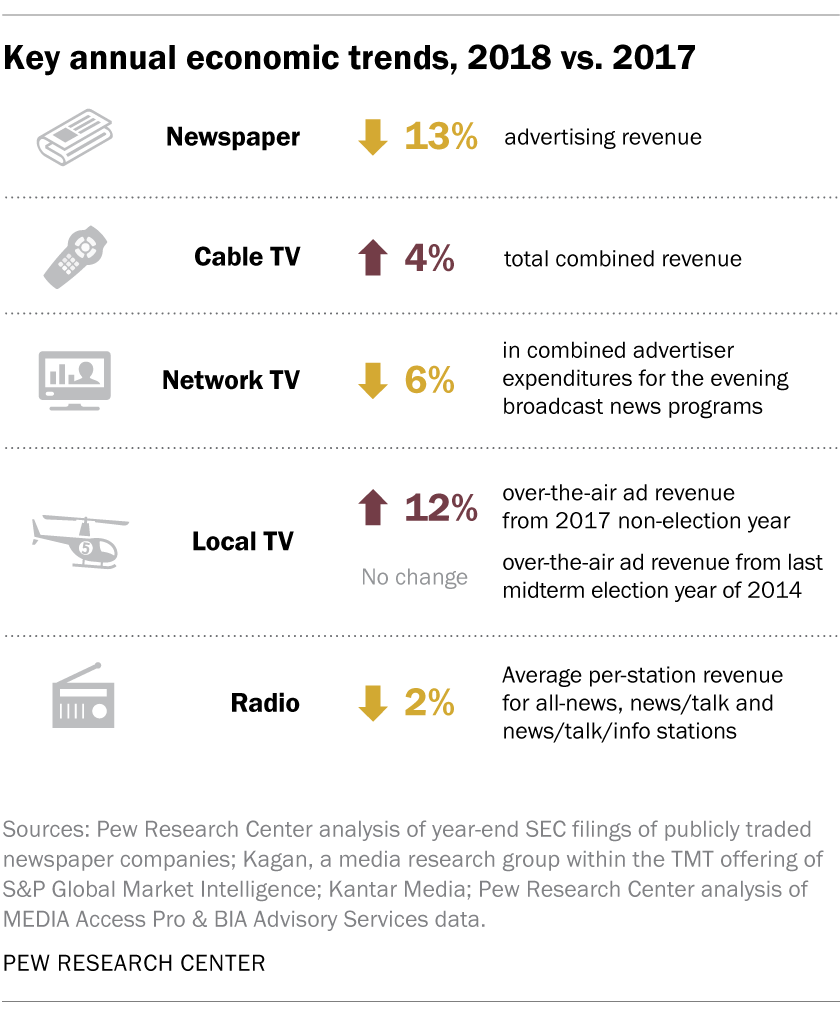 Key annual economic trends, 2018 vs. 2017
Newspaper 13% advertising revenue
Cable TV 4% total combined revenue
Network TV 6% in combined advertiser
expenditures for the evening
broadcast news programs
Local TV 12% over-the-air ad revenue
from 2017 non-election year
No change over-the-air ad revenue from last
midterm election year of 2014
5
Radio 2% Average per-station revenue
for all-news, news/talk and
news/talk/info stations
Sources: Pew Research Center analysis of year-end SEC filings of publicly traded
newspaper companies; Kagan, a media research group within the TMT offering of
S&P Global Market Intelligence; Kantar Media; Pew Research Center analysis of
MEDIA Access Pro & BIA Advisory Services data.
PEW RESEARCH CENTER